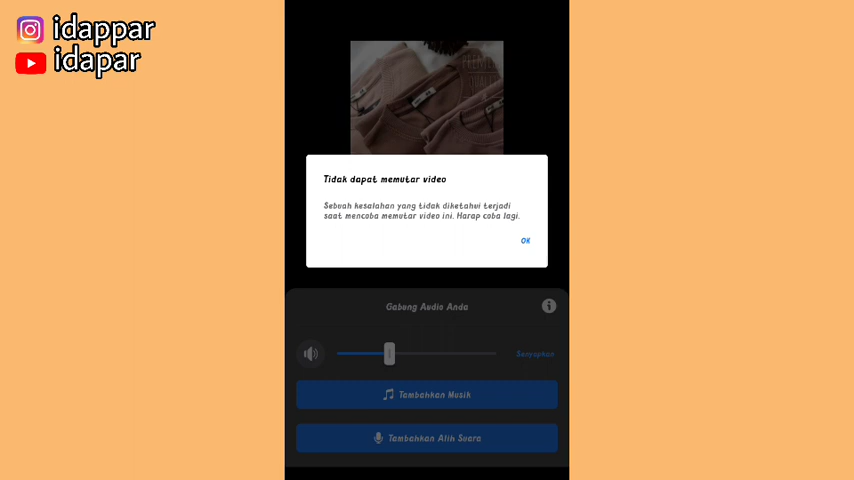 idappar
idapar
Tidak dapat memutar video
Sebuah kesalahan yang tidak diketahui terjadi
saat mencoba memutar video ini. Harap coba lagi.
OK
Gabung Audio Anda
Senyapkan
Tambahkan Musik
Tambahkan Alih Suara